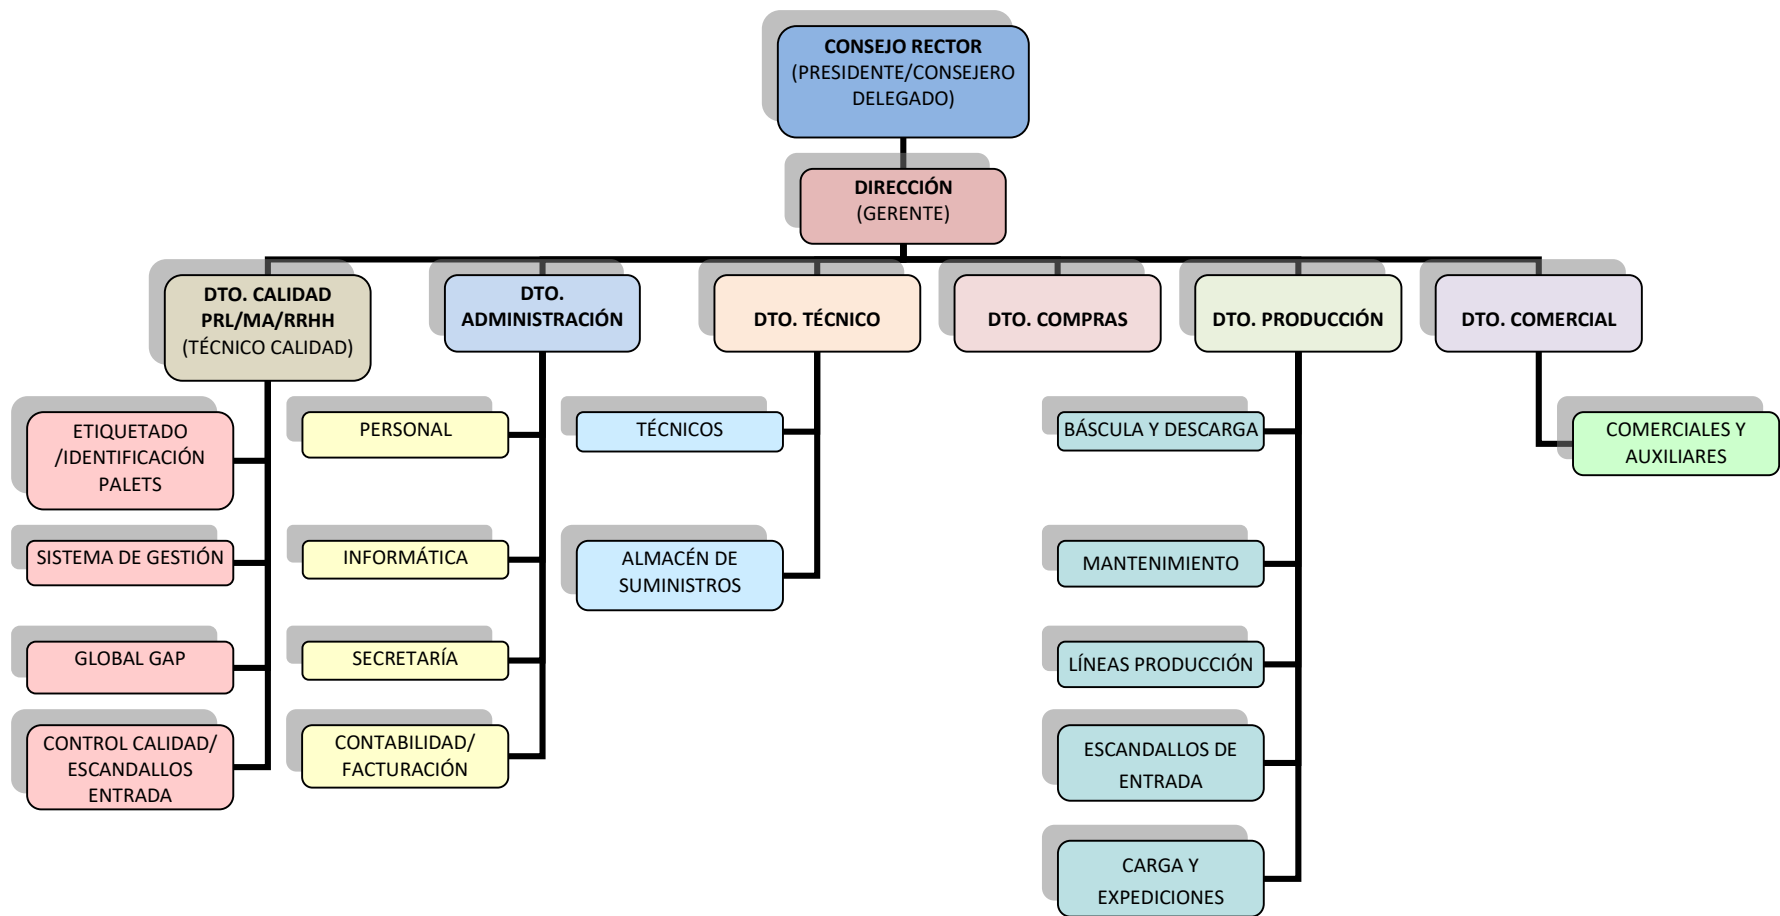 CONSEJO RECTOR
(PRESIDENTE/CONSEJERO
DELEGADO)
DIRECCIÓN
(GERENTE)
DTO. CALIDAD
PRL/MA/RRHH
(TÉCNICO CALIDAD)
DTO.
ADMINISTRACIÓN
DTO. TÉCNICO
DTO. COMPRAS
DTO. PRODUCCIÓN
DTO. COMERCIAL
ETIQUETADO
/IDENTIFICACIÓN
PALETS
SISTEMA DE GESTIÓN
GLOBAL GAP
CONTROL CALIDAD/
ESCANDALLOS
ENTRADA
PERSONAL
INFORMÁTICA
SECRETARÍA
CONTABILIDAD/
FACTURACIÓN
TÉCNICOS
ALMACÉN DE
SUMINISTROS
BÁSCULA Y DESCARGA
MANTENIMIENTO
LÍNEAS PRODUCCIÓN
ESCANDALLOS DE
ENTRADA
CARGA Y
EXPEDICIONES
COMERCIALES Y
AUXILIARES